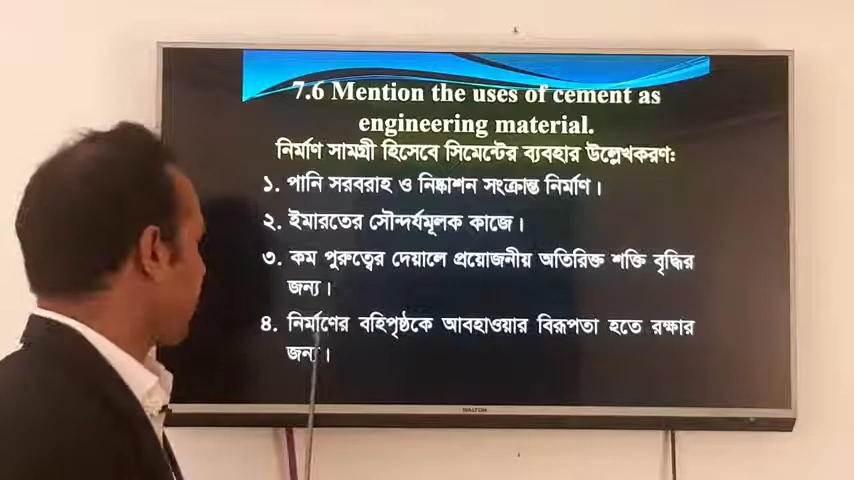 7.6 Mention the uses of cement as
engineering material.
নির্মাণ সামগ্রী হিসেবে সিমেন্টের ব্যবহার উল্লেখকরণ:
১. পানি সরবরাহ ও নিষ্কাশন সংক্রান্ত নির্মাণ।
২. ইমারতের সৌন্দর্যমূলক কাজে।
৩. কম পুরুত্বের দেয়ালে প্রয়োজনীয় অতিরিক্ত শক্তি বৃদ্ধির
জন্য।
৪. নির্মাণের বহিপৃষ্ঠকে আবহাওয়ার বিরূপতা হতে রক্ষার
জন্য।
WALTON